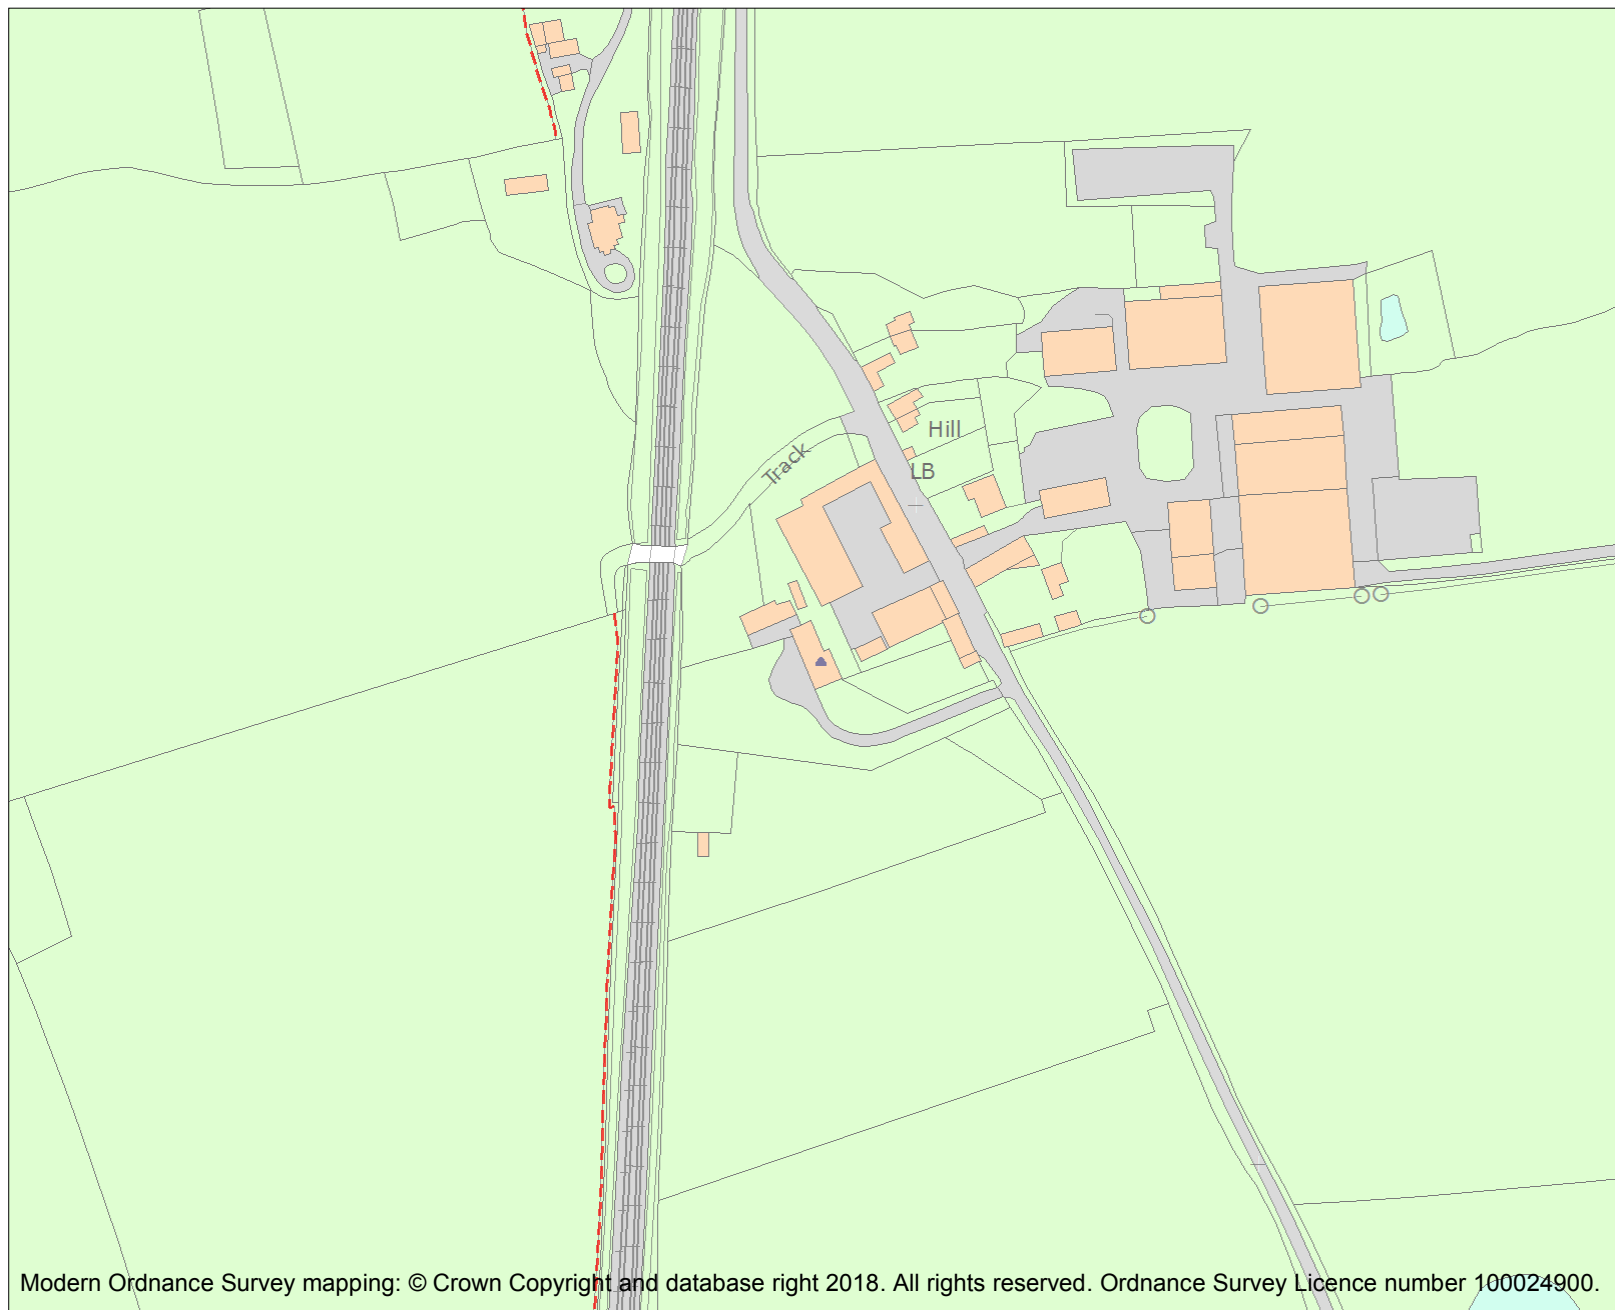 Hill
Track
LB
Modern Ordnance Survey mapping: © Crown Copyright and database right 2018. All rights reserved. Ordnance Survey Licence number 100024900.